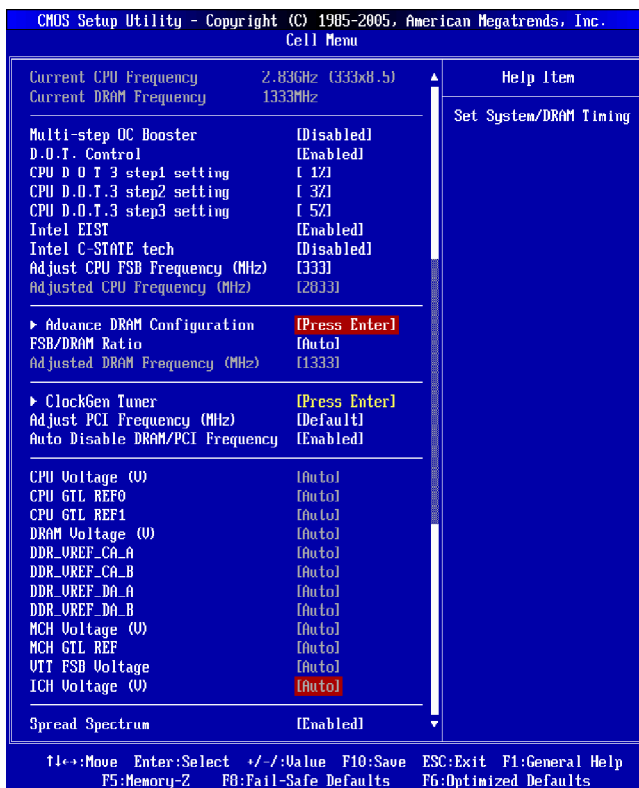 CMOS Setup Utility - Copyright (C) 1985-2005, American Megatrends, Inc.
Cell Menu
Current CPU Frequency 2.83GHz (333x8.5)
Current DRAM Frequency 1333MHz
Multi-step OC Booster [Disabled]
D.O.T. Control [Enabled]
CPU D O T 3 step1 setting [ 1%]
CPU D.O.T.3 step2 setting [ 3%]
CPU D.O.T.3 step3 setting [ 5%]
Intel EIST [Enabled]
Intel C-STATE tech [Disabled]
Adjust CPU FSB Frequency (MHz) [333]
Adjusted CPU Frequency (MHz) [2833]
▶ Advance DRAM Configuration [Press Enter]
FSB/DRAM Ratio [Auto]
Adjusted DRAM Frequency (MHz) [1333]
▶ ClockGen Tuner [Press Enter]
Adjust PCI Frequency (MHz) [Default]
Auto Disable DRAM/PCI Frequency [Enabled]
CPU Voltage (V) [Auto]
CPU GTL REF0 [Auto]
CPU GTL REF1 [Auto]
DRAM Voltage (V) [Auto]
DDR_VREF_CA_A [Auto]
DDR_VREF_CA_B [Auto]
DDR_VREF_DA_A [Auto]
DDR_VREF_DA_B [Auto]
MCH Voltage (V) [Auto]
MCH GTL REF [Auto]
VTT FSB Voltage [Auto]
ICH Voltage (V) [Auto]
Spread Spectrum [Enabled]
Help Item
Set System/DRAM Timing
↑↓←→:Move Enter:Select +/-/:Value F10:Save ESC:Exit F1:General Help
F5:Memory-Z F8:Fail-Safe Defaults F6:Optimized Defaults